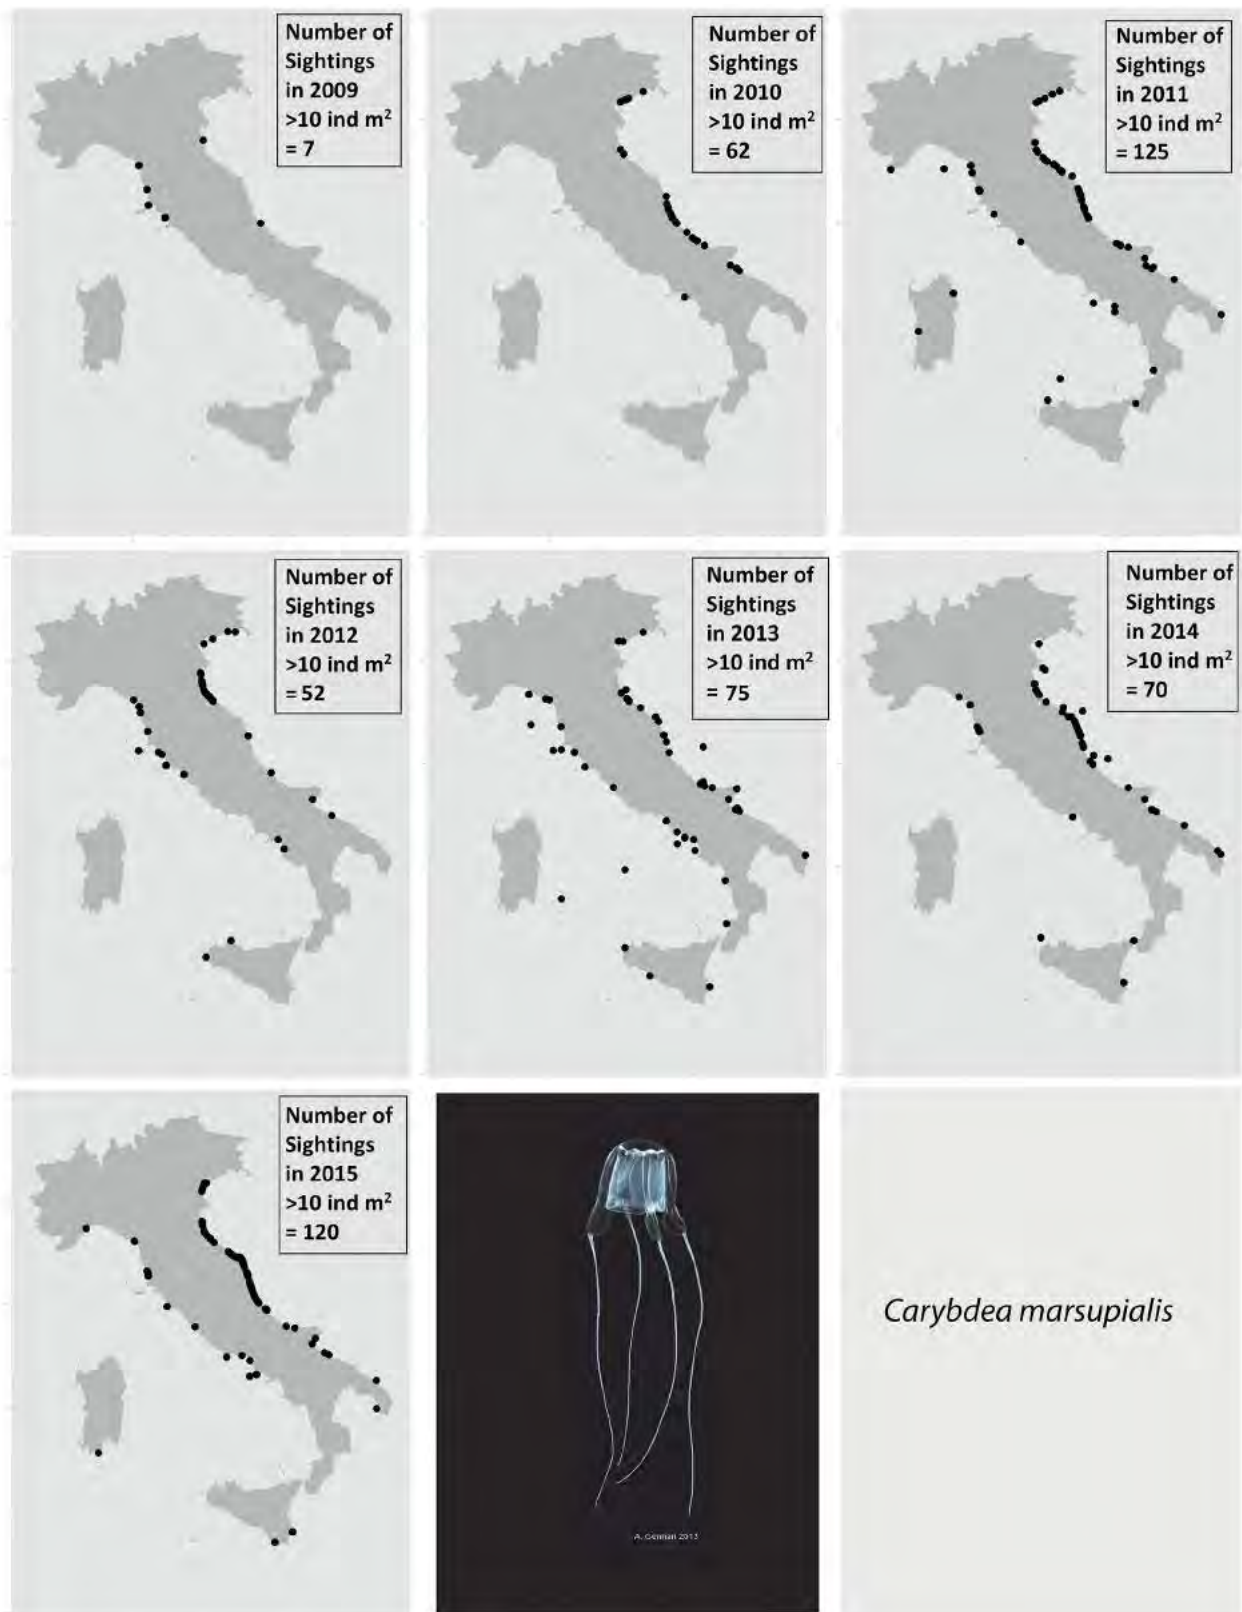 Number of
Sightings
in 2009
>10 ind m²
= 7
Number of
Sightings
in 2010
>10 ind m²
= 62
Number of
Sightings
in 2011
>10 ind m²
= 125
Number of
Sightings
in 2012
>10 ind m²
= 52
Number of
Sightings
in 2013
>10 ind m²
= 75
Number of
Sightings
in 2014
>10 ind m²
= 70
Number of
Sightings
in 2015
>10 ind m²
= 120
A. Gennari 2013
Carybdea marsupialis